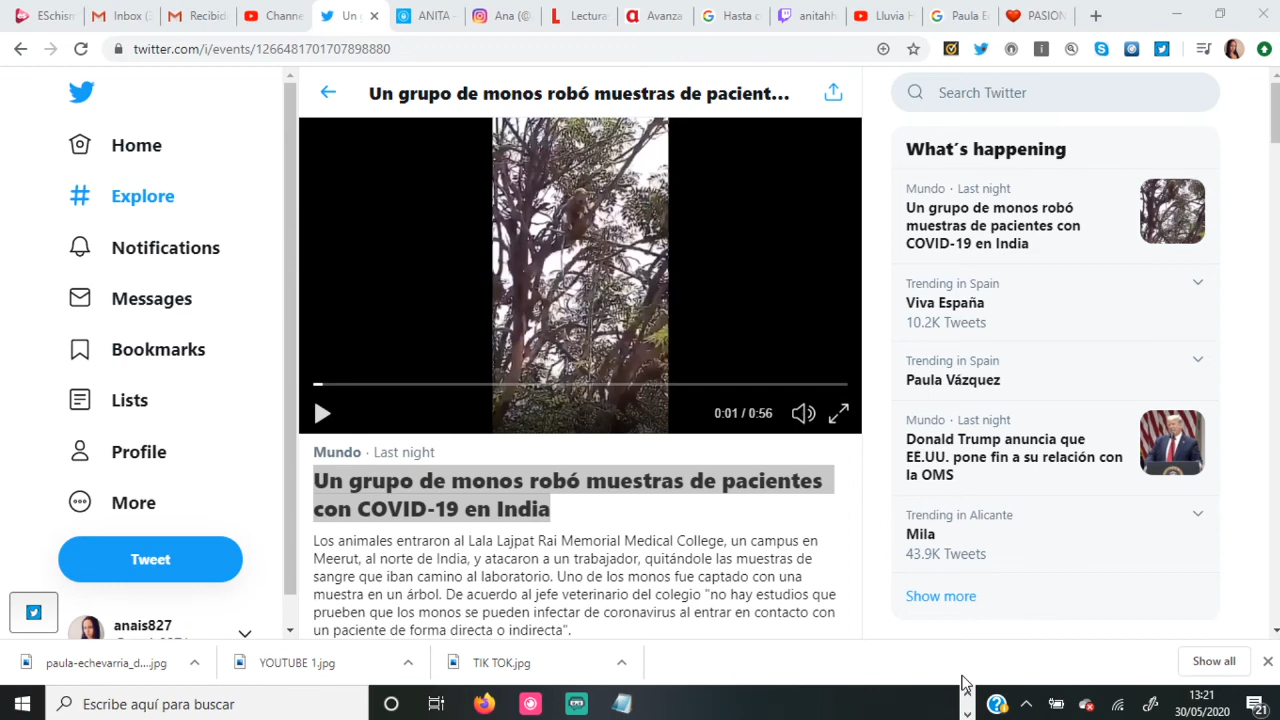 ESchism
Inbox (
Recibid
Channe
Un g
ANITA -
Ana (@
Lectura
Avanza
Hasta c
anitahh
Lluvia H
Paula E
PASION
twitter.com/i/events/1266481701707898880
Home
Explore
Notifications
Messages
Bookmarks
Lists
Profile
More
Tweet
anais827
Un grupo de monos robó muestras de pacient...
0:01 / 0:56
Mundo · Last night
Un grupo de monos robó muestras de pacientes
con COVID-19 en India
Los animales entraron al Lala Lajpat Rai Memorial Medical College, un campus en
Meerut, al norte de India, y atacaron a un trabajador, quitándole las muestras de
sangre que iban camino al laboratorio. Uno de los monos fue captado con una
muestra en un árbol. De acuerdo al jefe veterinario del colegio "no hay estudios que
prueben que los monos se pueden infectar de coronavirus al entrar en contacto con
un paciente de forma directa o indirecta".
Search Twitter
What's happening
Mundo · Last night
Un grupo de monos robó
muestras de pacientes con
COVID-19 en India
Trending in Spain
Viva España
10.2K Tweets
Trending in Spain
Paula Vázquez
Mundo · Last night
Donald Trump anuncia que
EE.UU. pone fin a su relación con
la OMS
Trending in Alicante
Mila
43.9K Tweets
Show more
paula-echevarria_d....jpg
YOUTUBE 1.jpg
TIK TOK.jpg
Show all
Escribe aquí para buscar
13:21
30/05/2020
21